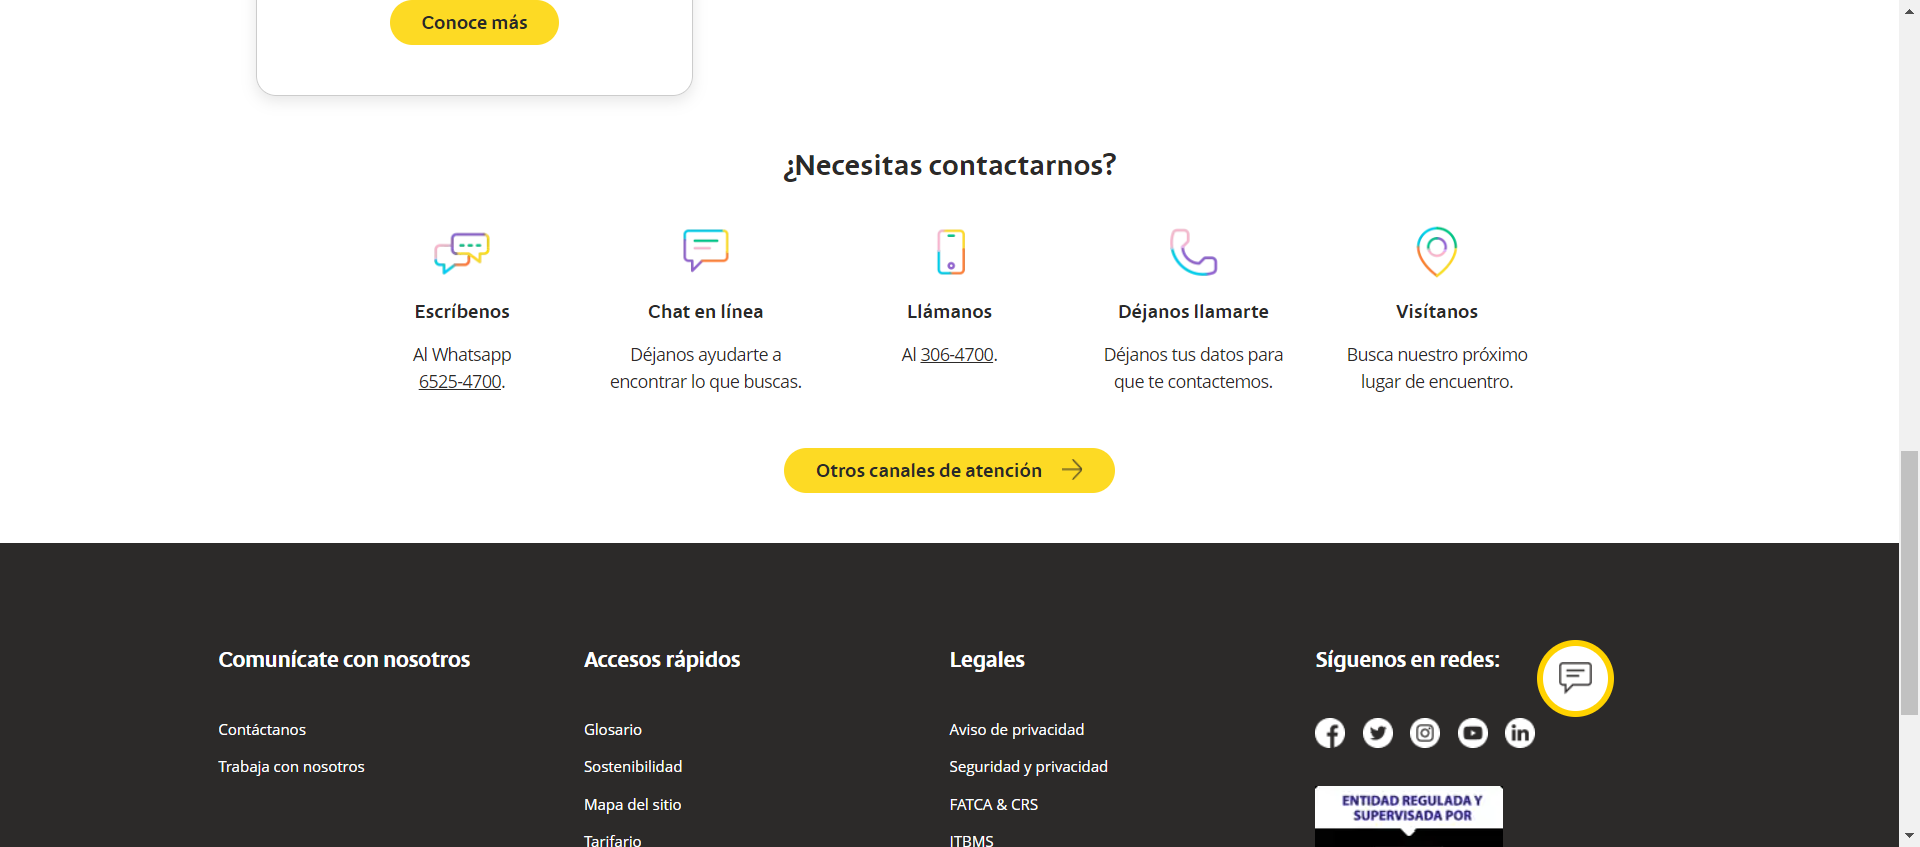 Conoce más
¿Necesitas contactarnos?
Escríbenos
Al Whatsapp
6525-4700.
Chat en línea
Déjanos ayudarte a
encontrar lo que buscas.
Llámanos
Al 306-4700.
Déjanos llamarte
Déjanos tus datos para
que te contactemos.
Visítanos
Busca nuestro próximo
lugar de encuentro.
Otros canales de atención
Comunícate con nosotros
Contáctanos
Trabaja con nosotros
Accesos rápidos
Glosario
Sostenibilidad
Mapa del sitio
Tarifario
Legales
Aviso de privacidad
Seguridad y privacidad
FATCA & CRS
ITBMS
Síguenos en redes:
ENTIDAD REGULADA Y
SUPERVISADA POR